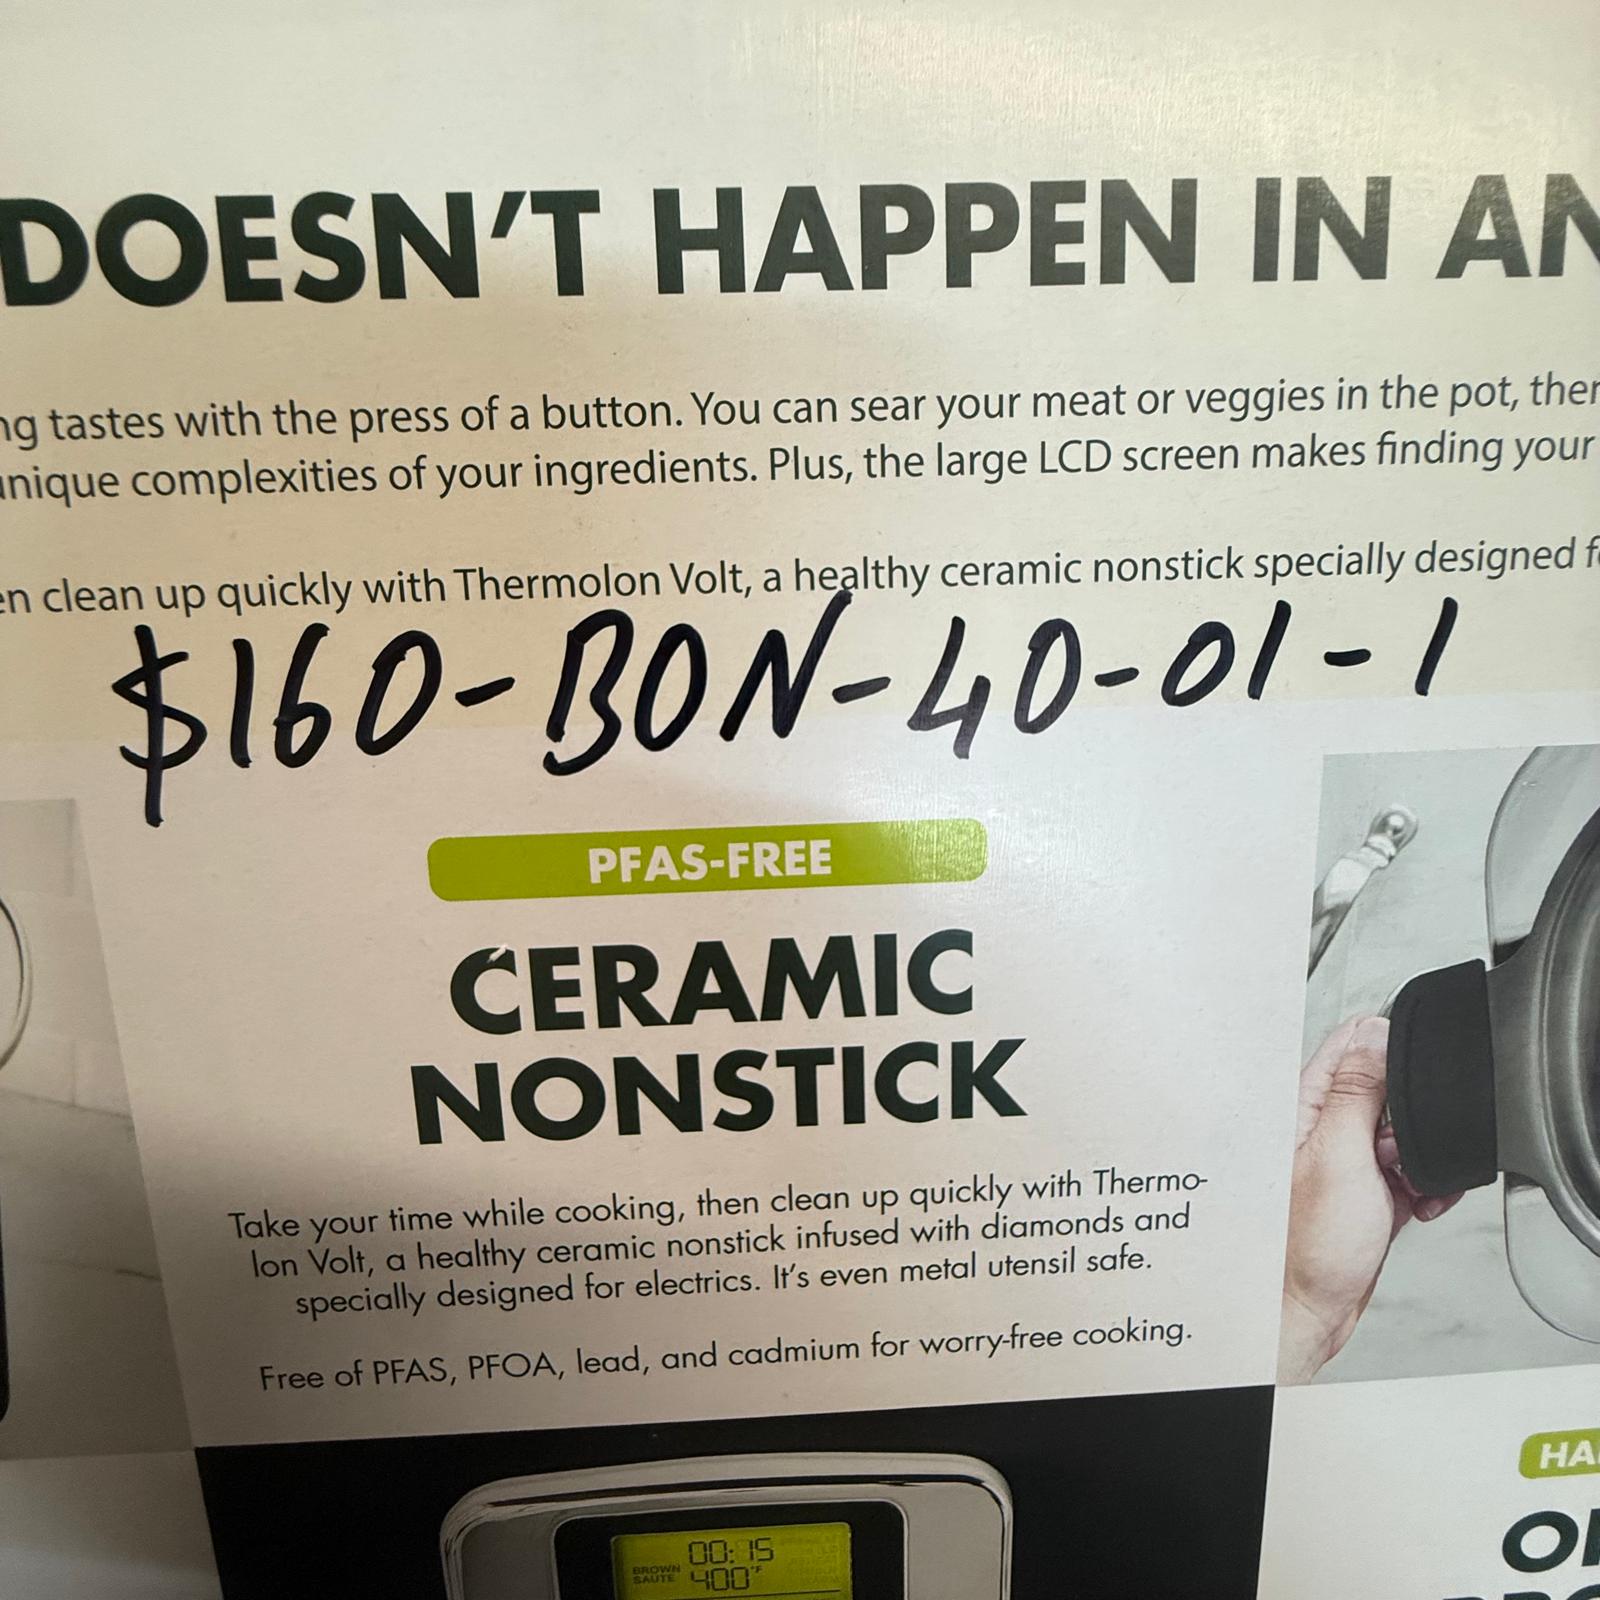 DOESN'T HAPPEN IN AN
ng tastes with the press of a button. You can sear your meat or veggies in the pot, then
unique complexities of your ingredients. Plus, the large LCD screen makes finding your
en clean up quickly with Thermolon Volt, a healthy ceramic nonstick specially designed fo
$160-BON-40-01-1
PFAS-FREE
CERAMIC
NONSTICK
Take your time while cooking, then clean up quickly with Thermo-
lon Volt, a healthy ceramic nonstick infused with diamonds and
specially designed for electrics. It's even metal utensil safe.
Free of PFAS, PFOA, lead, and cadmium for worry-free cooking.
HA
00:15
BROWN
SAUTE 400°F